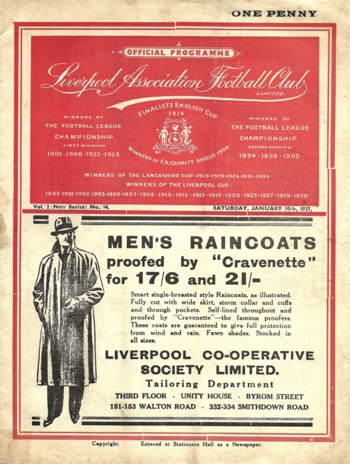 ONE PENNY
OFFICIAL PROGRAMME
Liverpool Association Football Club
LIMITED.
FINALISTS ENGLISH CUP
1914
WINNERS OF F.A. CHARITY SHIELD 1906
WINNERS OF
THE FOOTBALL LEAGUE
CHAMPIONSHIP
FIRST DIVISION
1901-1906-1922-1923
WINNERS OF
THE FOOTBALL LEAGUE
CHAMPIONSHIP
SECOND DIVISION
1894-1896-1905
WINNERS OF THE LANCASHIRE CUP-1919-1920-1924-1931-1933
WINNERS OF THE LIVERPOOL CUP
Vol. 2 (New Series) No. 14.
SATURDAY, JANUARY 30th, 1937.
MEN'S RAINCOATS
proofed by "Cravenette"
for 17/6 and 21/-
Smart single-breasted style Raincoats, as illustrated.
Fully cut with wide skirt, storm collar and cuffs
and through pockets. Self-lined throughout and
proofed by "Cravenette"—the famous proofers.
These coats are guaranteed to give full protection
from wind and rain. Fawn shades. Stocked in
all sizes.
LIVERPOOL CO-OPERATIVE
SOCIETY LIMITED.
Tailoring Department
THIRD FLOOR - UNITY HOUSE - BYROM STREET
151-153 WALTON ROAD - 332-334 SMITHDOWN ROAD
Copyright. Entered at Stationers Hall as a Newspaper.